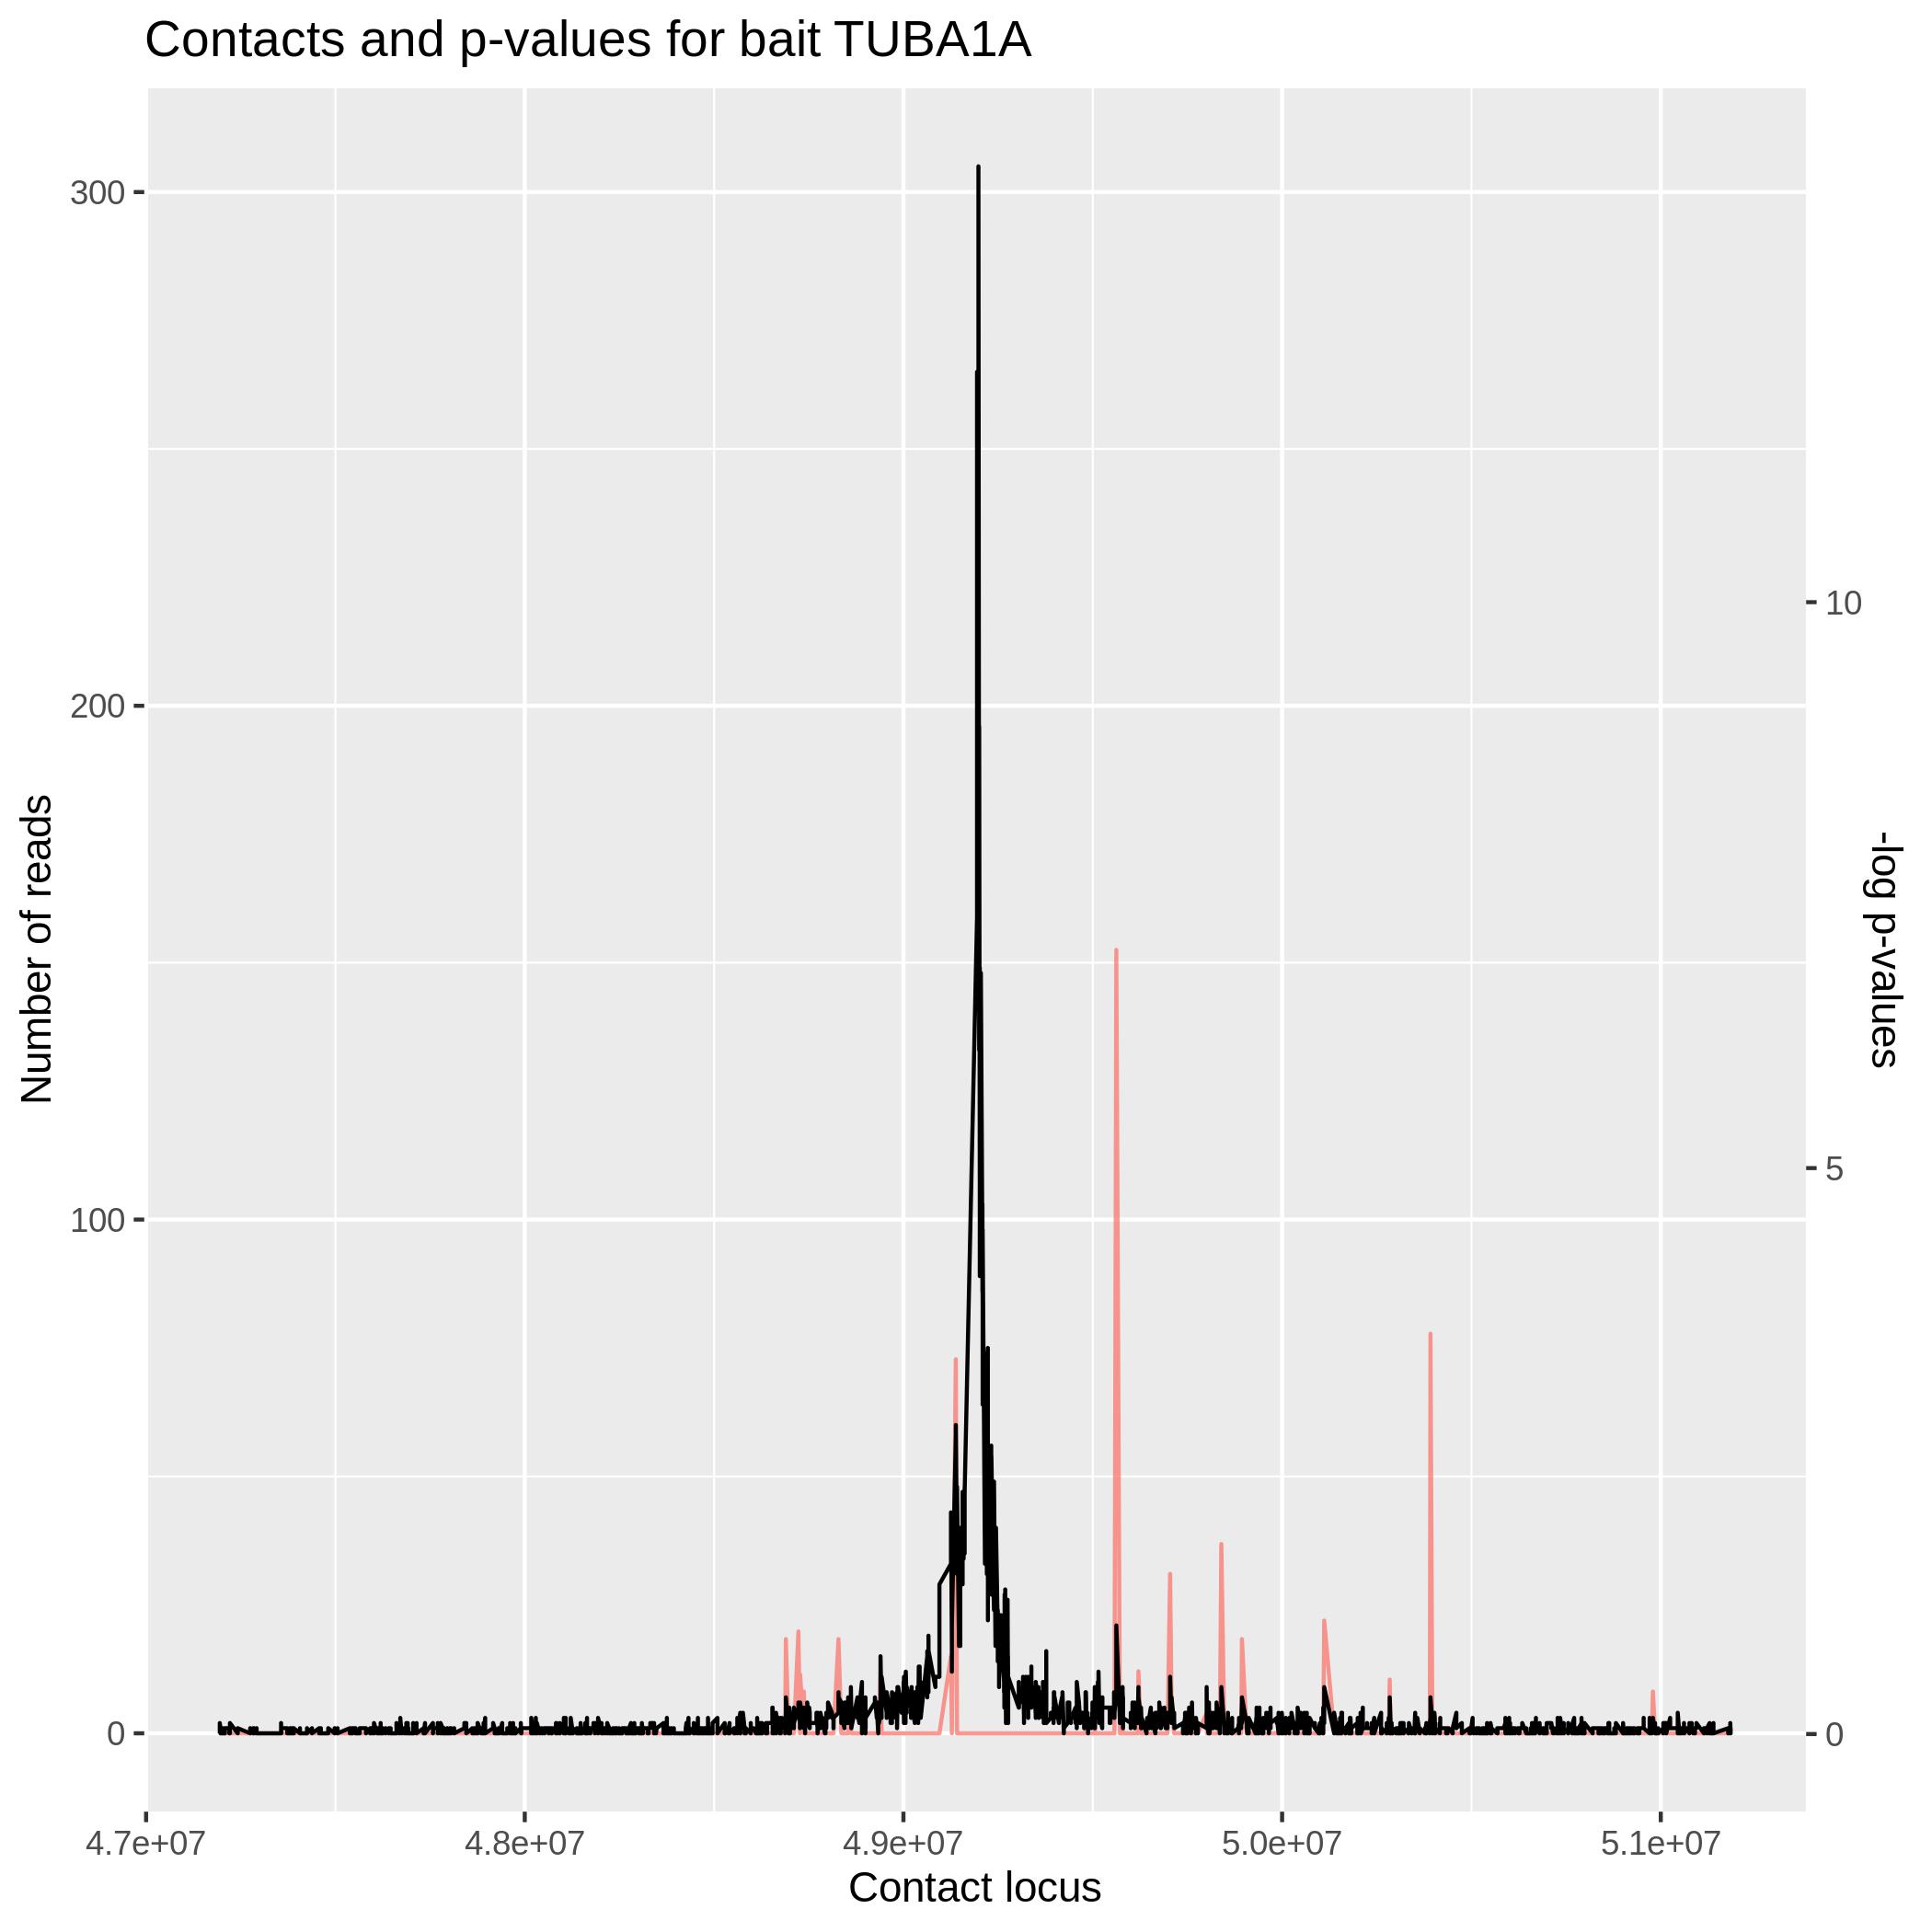 Contacts and p-values for bait TUBA1A
300
200
100
0
Number of reads
10
5
0
-log p-values
4.7e+07
4.8e+07
4.9e+07
5.0e+07
5.1e+07
Contact locus